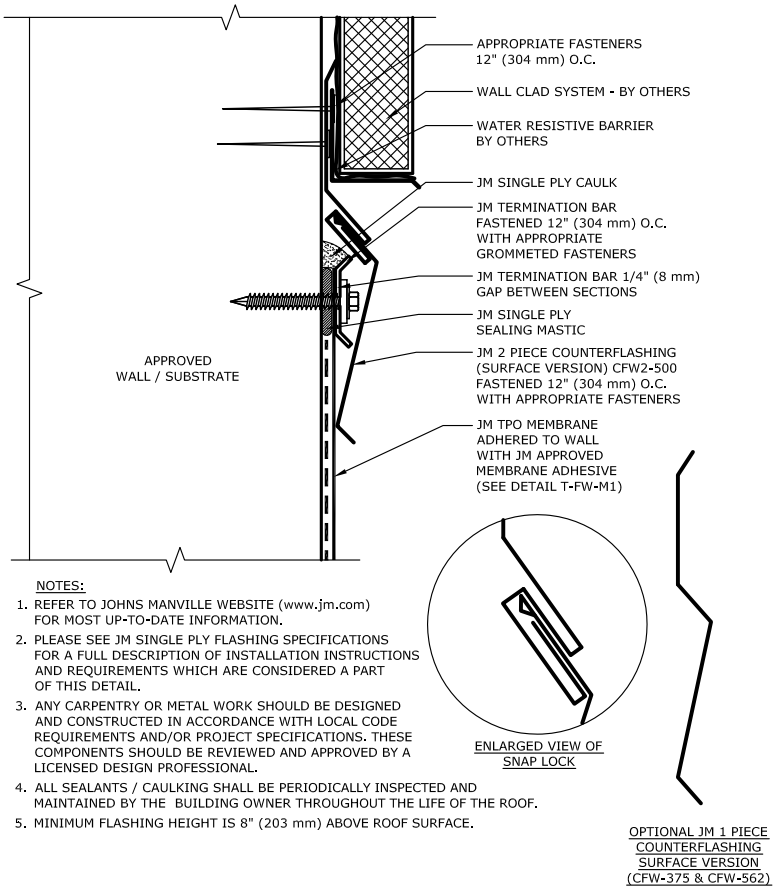 APPROPRIATE FASTENERS
12" (304 mm) O.C.
WALL CLAD SYSTEM - BY OTHERS
WATER RESISTIVE BARRIER
BY OTHERS
JM SINGLE PLY CAULK
JM TERMINATION BAR
FASTENED 12" (304 mm) O.C.
WITH APPROPRIATE
GROMMETED FASTENERS
JM TERMINATION BAR 1/4" (8 mm)
GAP BETWEEN SECTIONS
JM SINGLE PLY
SEALING MASTIC
APPROVED
WALL / SUBSTRATE
JM 2 PIECE COUNTERFLASHING
(SURFACE VERSION) CFW2-500
FASTENED 12" (304 mm) O.C.
WITH APPROPRIATE FASTENERS
JM TPO MEMBRANE
ADHERED TO WALL
WITH JM APPROVED
MEMBRANE ADHESIVE
(SEE DETAIL T-FW-M1)
NOTES:
1. REFER TO JOHNS MANVILLE WEBSITE (www.jm.com)
FOR MOST UP-TO-DATE INFORMATION.
2. PLEASE SEE JM SINGLE PLY FLASHING SPECIFICATIONS
FOR A FULL DESCRIPTION OF INSTALLATION INSTRUCTIONS
AND REQUIREMENTS WHICH ARE CONSIDERED A PART
OF THIS DETAIL.
3. ANY CARPENTRY OR METAL WORK SHOULD BE DESIGNED
AND CONSTRUCTED IN ACCORDANCE WITH LOCAL CODE
REQUIREMENTS AND/OR PROJECT SPECIFICATIONS. THESE
COMPONENTS SHOULD BE REVIEWED AND APPROVED BY A
LICENSED DESIGN PROFESSIONAL.
4. ALL SEALANTS / CAULKING SHALL BE PERIODICALLY INSPECTED AND
MAINTAINED BY THE BUILDING OWNER THROUGHOUT THE LIFE OF THE ROOF.
5. MINIMUM FLASHING HEIGHT IS 8" (203 mm) ABOVE ROOF SURFACE.
ENLARGED VIEW OF
SNAP LOCK
OPTIONAL JM 1 PIECE
COUNTERFLASHING
SURFACE VERSION
(CFW-375 & CFW-562)